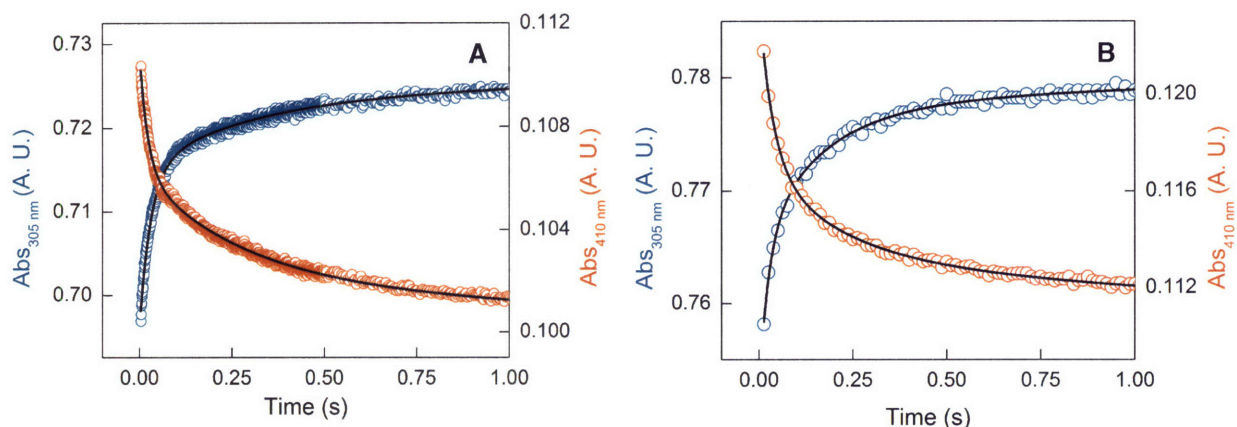 A
0.73
0.72
0.71
0.70
Abs305 nm (A. U.)
0.112
0.108
0.104
0.100
Abs410 nm (A. U.)
0.00 0.25 0.50 0.75 1.00
Time (s)
B
0.78
0.77
0.76
Abs305 nm (A. U.)
0.120
0.116
0.112
Abs410 nm (A. U.)
0.00 0.25 0.50 0.75 1.00
Time (s)